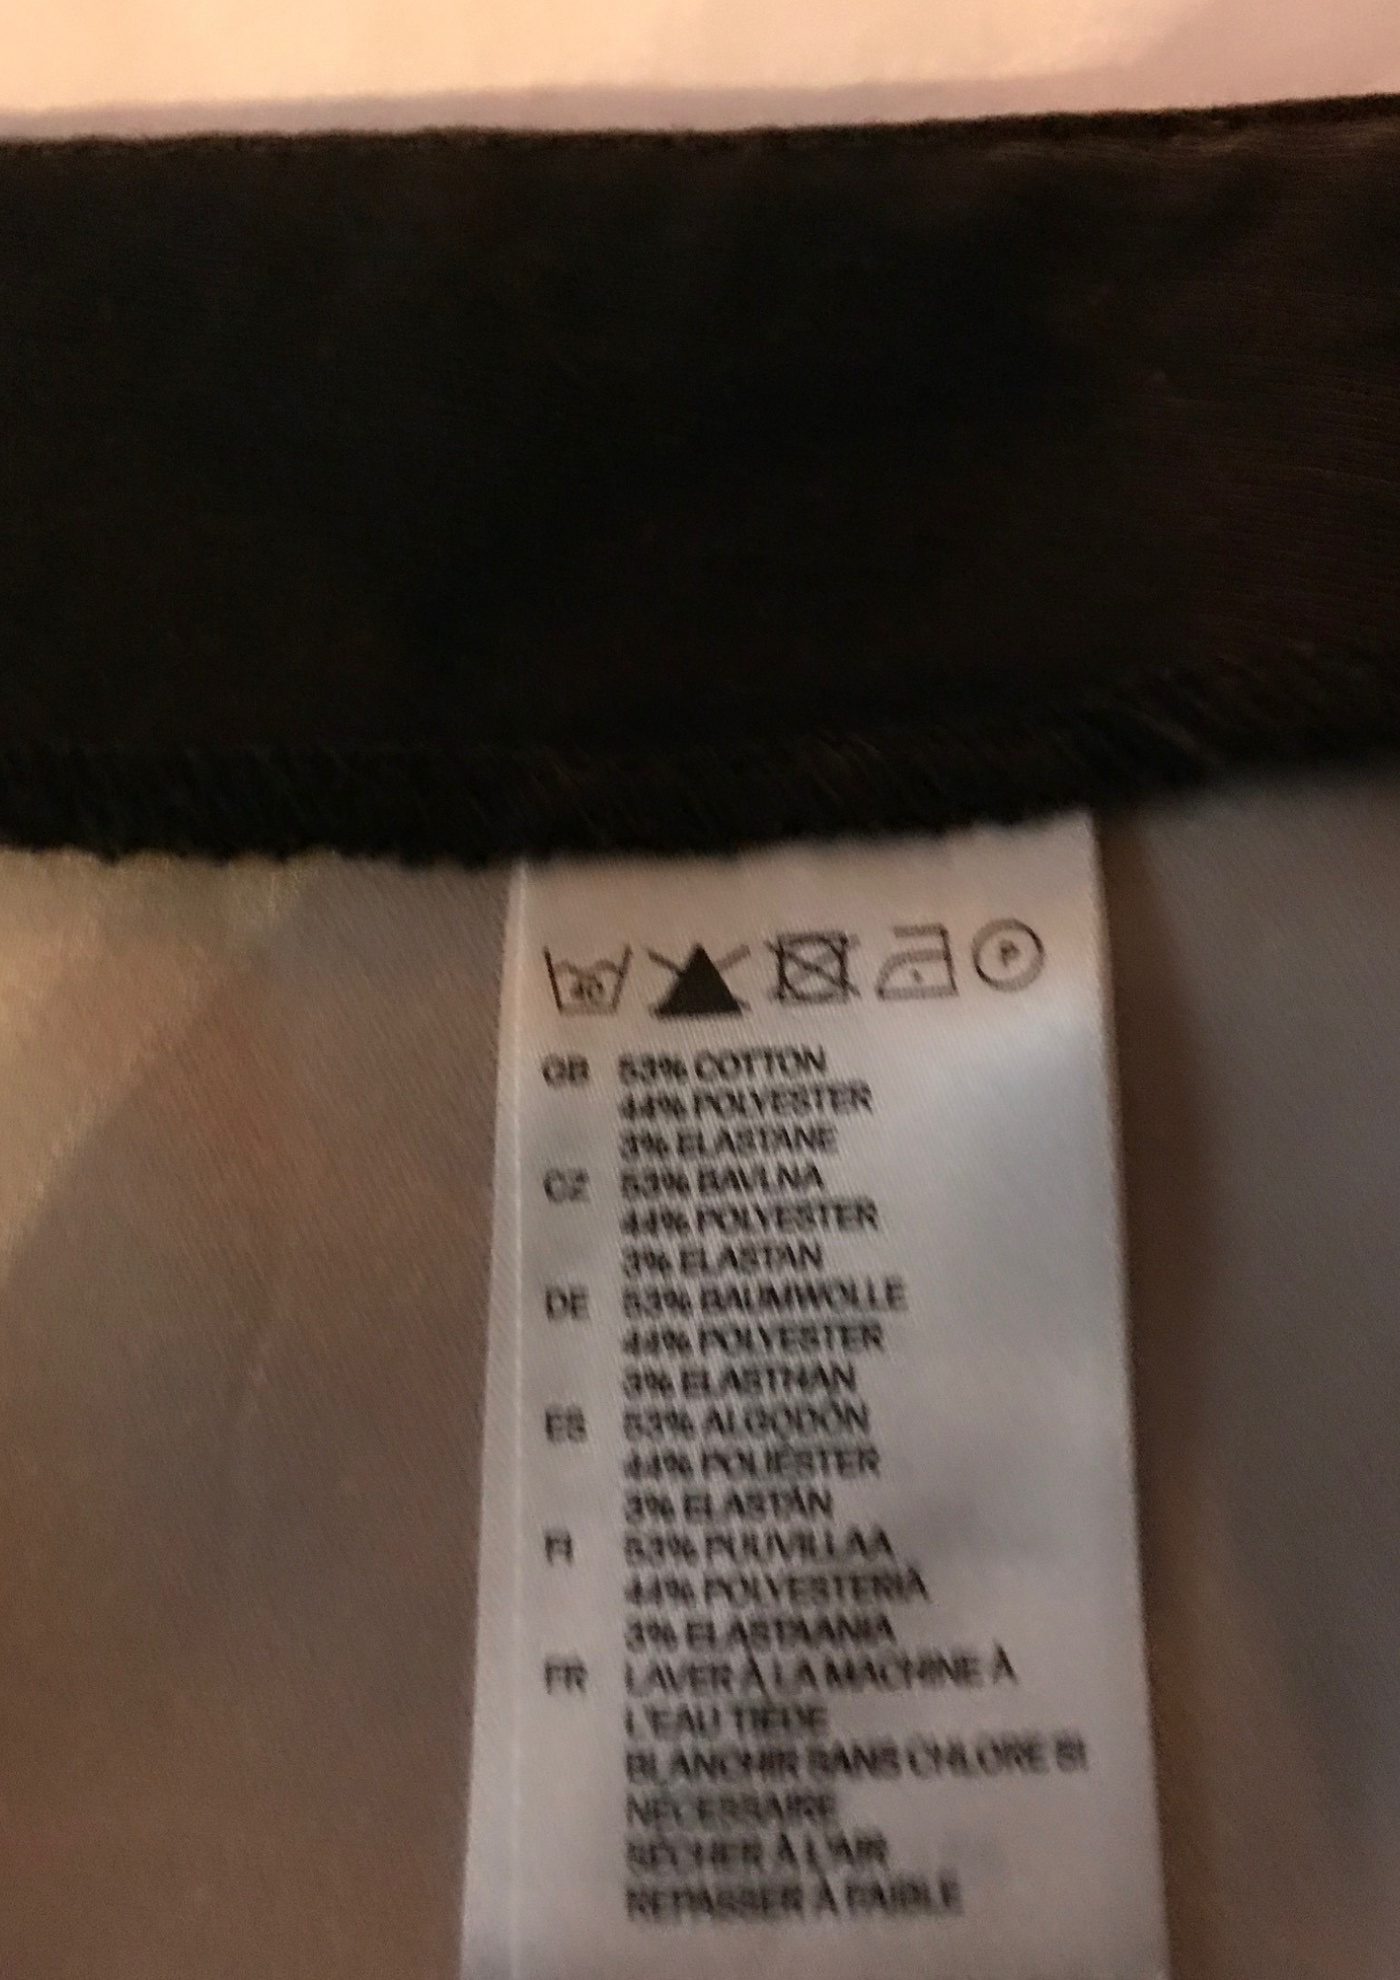 40 P
GB 53% COTTON
44% POLYESTER
3% ELASTANE
CZ 53% BAVLNA
44% POLYESTER
3% ELASTAN
DE 53% BAUMWOLLE
44% POLYESTER
3% ELASTHAN
ES 53% ALGODÓN
44% POLIÉSTER
3% ELASTÁN
FI 53% PUUVILLAA
44% POLYESTERIÄ
3% ELASTAANIA
FR LAVER À LA MACHINE À
L'EAU TIÈDE
BLANCHIR SANS CHLORE SI
NÉCESSAIRE
SÉCHER À L'AIR
REPASSER À FAIBLE